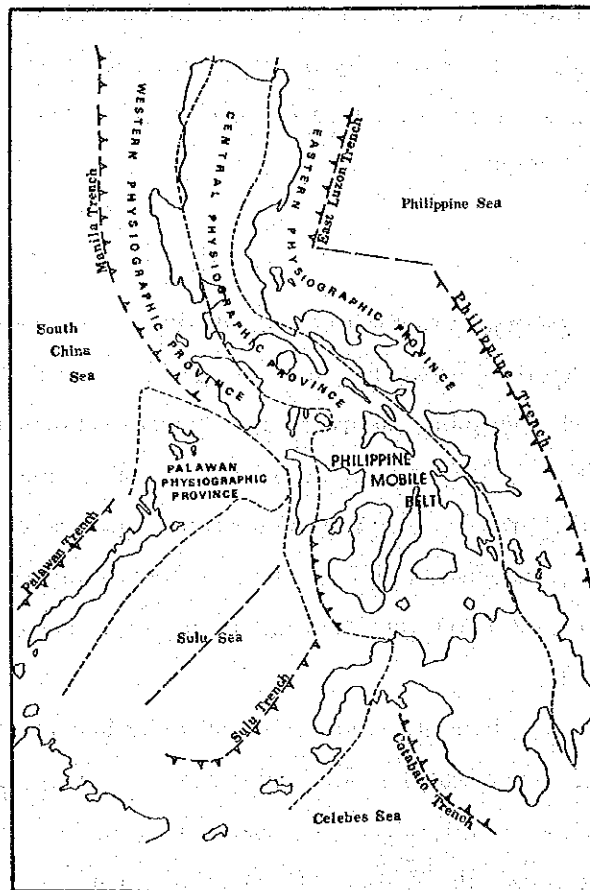 WESTERN PHYSIOGRAPHIC PROVINCE
CENTRAL PHYSIOGRAPHIC PROVINCE
EASTERN PHYSIOGRAPHIC PROVINCE
Manila Trench
East Luzon Trench
Philippine Sea
Philippine Trench
South
China
Sea
PALAWAN
PHYSIOGRAPHIC
PROVINCE
PHILIPPINE
MOBILE
BELT
Palawan Trench
Sulu Sea
Sulu Trench
Cotabato Trench
Celebes Sea